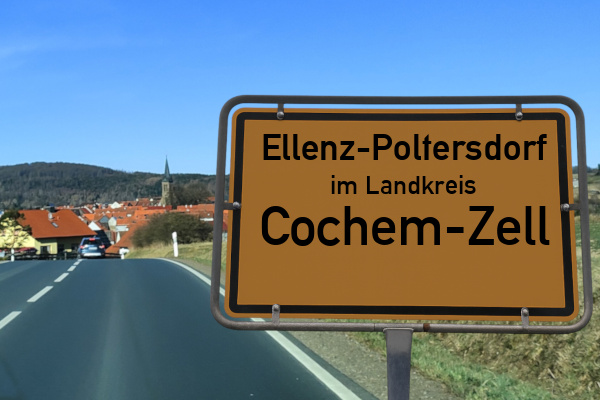 Ellenz-Poltersdorf
im Landkreis
Cochem-Zell